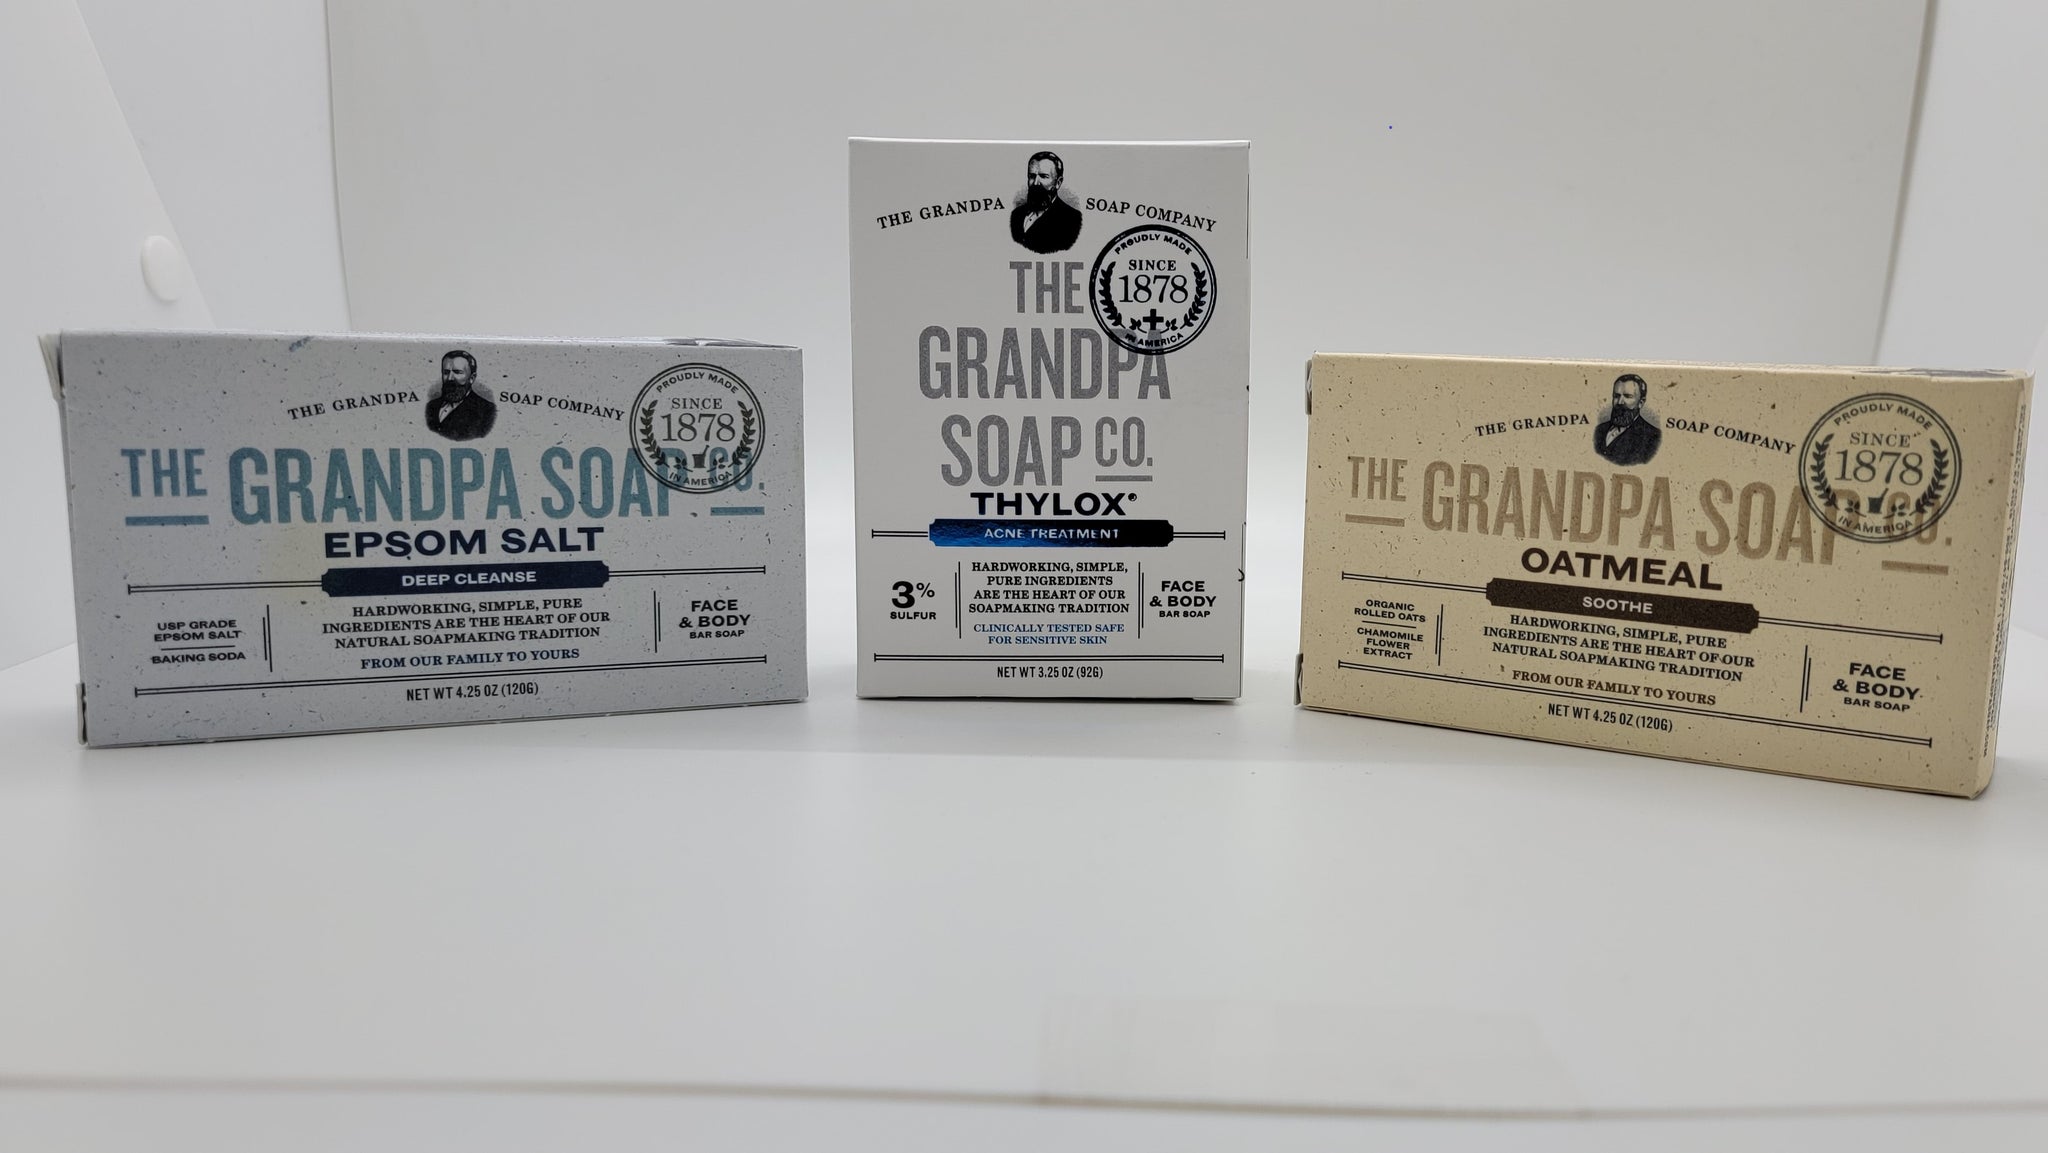 THE GRANDPA SOAP COMPANY
PROUDLY MADE
SINCE
1878
IN AMERICA
THE GRANDPA SOAP CO.
EPSOM SALT
DEEP CLEANSE
USP GRADE
EPSOM SALT
BAKING SODA
HARDWORKING, SIMPLE, PURE
INGREDIENTS ARE THE HEART OF OUR
NATURAL SOAPMAKING TRADITION
FROM OUR FAMILY TO YOURS
FACE
& BODY
BAR SOAP
NET WT 4.25 OZ (120G)
THE GRANDPA SOAP COMPANY
PROUDLY MADE
SINCE
1878
IN AMERICA
THE
GRANDPA
SOAP CO.
THYLOX®
ACNE TREATMENT
3%
SULFUR
HARDWORKING, SIMPLE,
PURE INGREDIENTS
ARE THE HEART OF OUR
SOAPMAKING TRADITION
CLINICALLY TESTED SAFE
FOR SENSITIVE SKIN
FACE
& BODY
BAR SOAP
NET WT 3.25 OZ (92G)
THE GRANDPA SOAP COMPANY
PROUDLY MADE
SINCE
1878
IN AMERICA
THE GRANDPA SOAP CO.
OATMEAL
SOOTHE
ORGANIC
ROLLED OATS
CHAMOMILE
FLOWER
EXTRACT
HARDWORKING, SIMPLE, PURE
INGREDIENTS ARE THE HEART OF OUR
NATURAL SOAPMAKING TRADITION
FROM OUR FAMILY TO YOURS
FACE
& BODY
BAR SOAP
NET WT 4.25 OZ (120G)